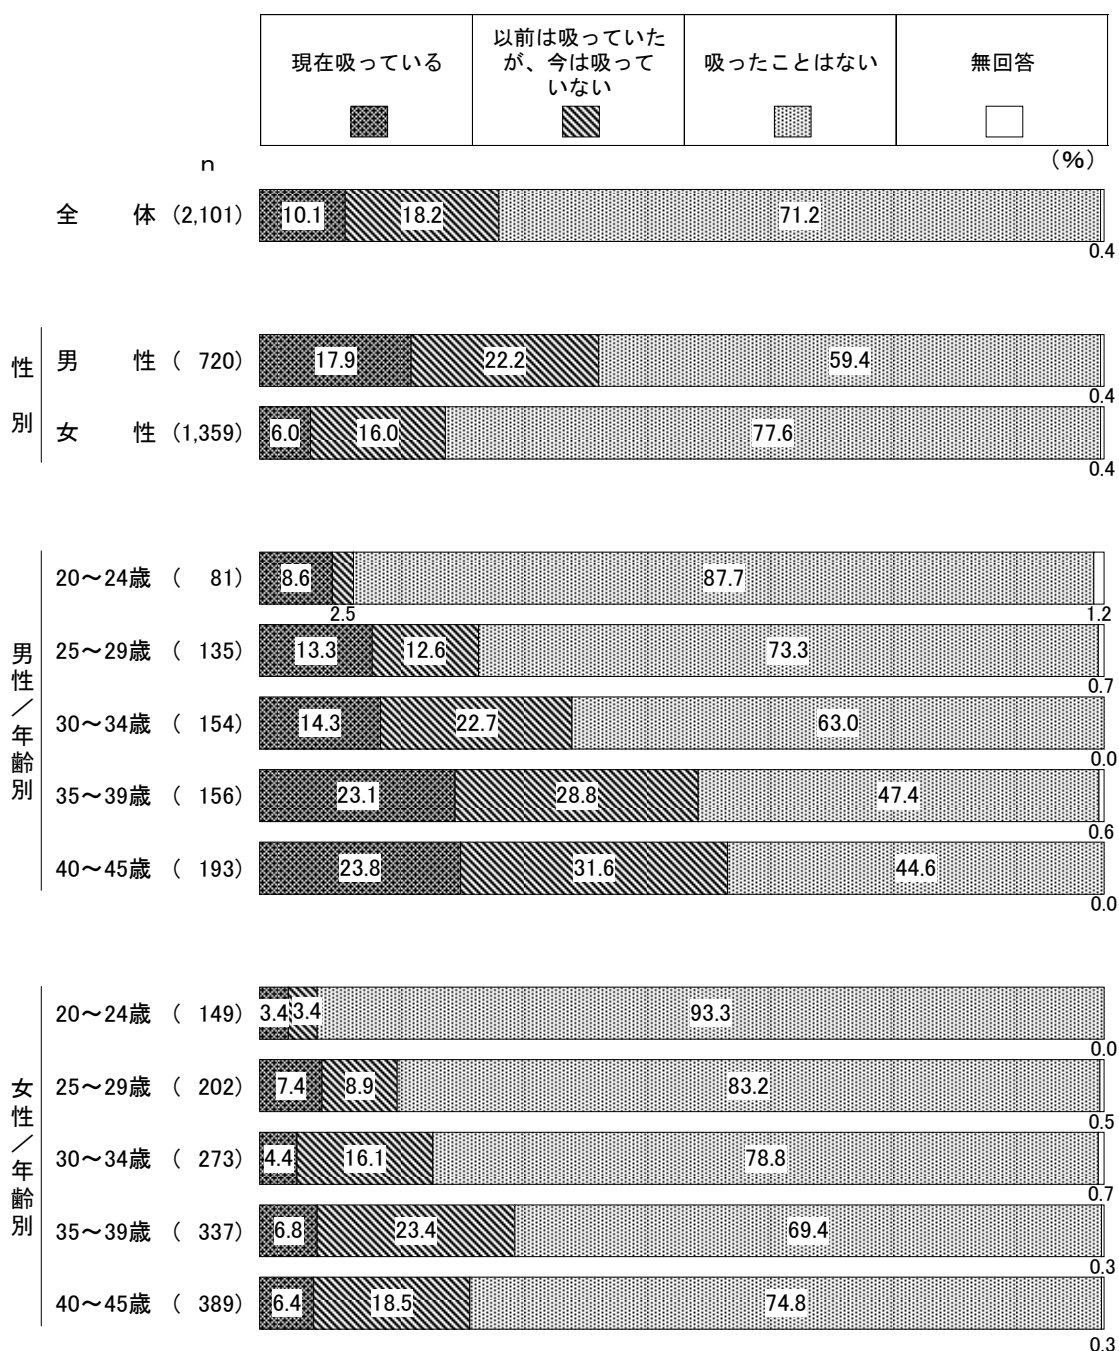 現在吸っている
以前は吸っていた
が、今は吸って
いない
吸ったことはない
無回答
n
(%)
全 体 (2,101)
10.1 18.2 71.2
0.4
性別
男 性 ( 720)
17.9 22.2 59.4
0.4
女 性 (1,359)
6.0 16.0 77.6
0.4
男性／年齢別
20～24歳 ( 81)
8.6 87.7
2.5 1.2
25～29歳 ( 135)
13.3 12.6 73.3
0.7
30～34歳 ( 154)
14.3 22.7 63.0
0.0
35～39歳 ( 156)
23.1 28.8 47.4
0.6
40～45歳 ( 193)
23.8 31.6 44.6
0.0
女性／年齢別
20～24歳 ( 149)
3.4 3.4 93.3
0.0
25～29歳 ( 202)
7.4 8.9 83.2
0.5
30～34歳 ( 273)
4.4 16.1 78.8
0.7
35～39歳 ( 337)
6.8 23.4 69.4
0.3
40～45歳 ( 389)
6.4 18.5 74.8
0.3